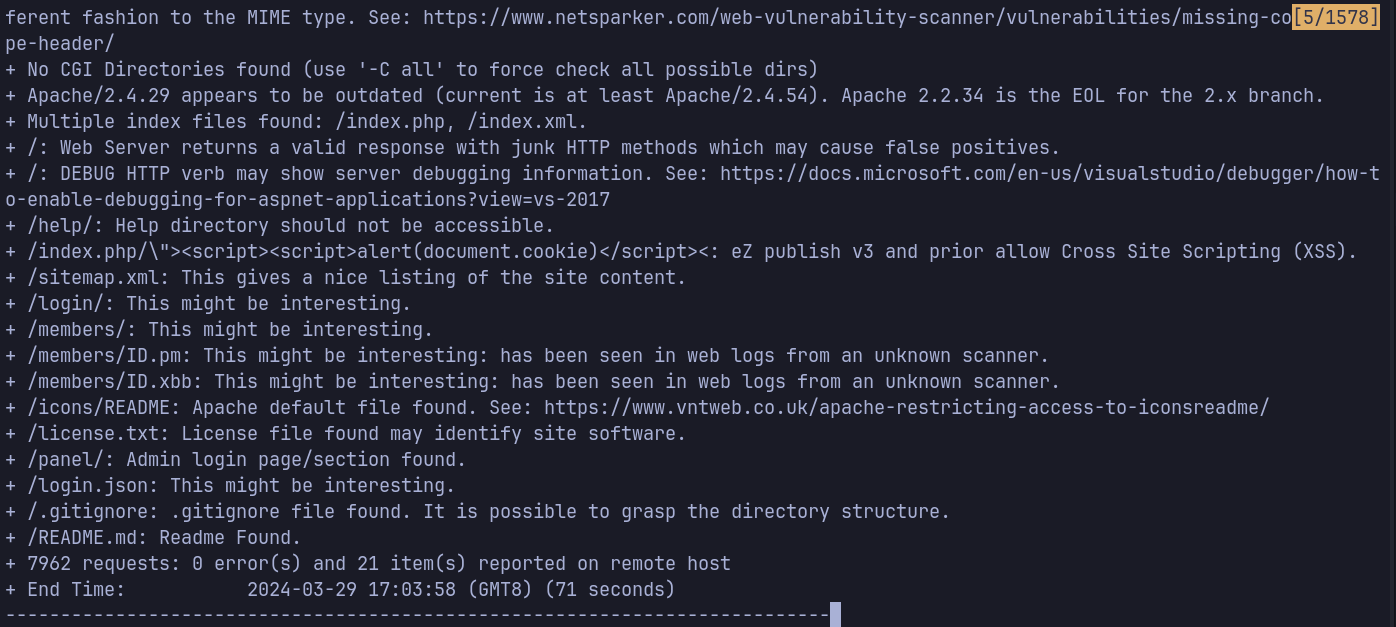 ferent fashion to the MIME type. See: https://www.netsparker.com/web-vulnerability-scanner/vulnerabilities/missing-co[5/1578]
pe-header/
+ No CGI Directories found (use '-C all' to force check all possible dirs)
+ Apache/2.4.29 appears to be outdated (current is at least Apache/2.4.54). Apache 2.2.34 is the EOL for the 2.x branch.
+ Multiple index files found: /index.php, /index.xml.
+ /: Web Server returns a valid response with junk HTTP methods which may cause false positives.
+ /: DEBUG HTTP verb may show server debugging information. See: https://docs.microsoft.com/en-us/visualstudio/debugger/how-t
o-enable-debugging-for-aspnet-applications?view=vs-2017
+ /help/: Help directory should not be accessible.
+ /index.php/\"><script><script>alert(document.cookie)</script><: eZ publish v3 and prior allow Cross Site Scripting (XSS).
+ /sitemap.xml: This gives a nice listing of the site content.
+ /login/: This might be interesting.
+ /members/: This might be interesting.
+ /members/ID.pm: This might be interesting: has been seen in web logs from an unknown scanner.
+ /members/ID.xbb: This might be interesting: has been seen in web logs from an unknown scanner.
+ /icons/README: Apache default file found. See: https://www.vntweb.co.uk/apache-restricting-access-to-iconsreadme/
+ /license.txt: License file found may identify site software.
+ /panel/: Admin login page/section found.
+ /login.json: This might be interesting.
+ /.gitignore: .gitignore file found. It is possible to grasp the directory structure.
+ /README.md: Readme Found.
+ 7962 requests: 0 error(s) and 21 item(s) reported on remote host
+ End Time:           2024-03-29 17:03:58 (GMT8) (71 seconds)
---------------------------------------------------------------------------